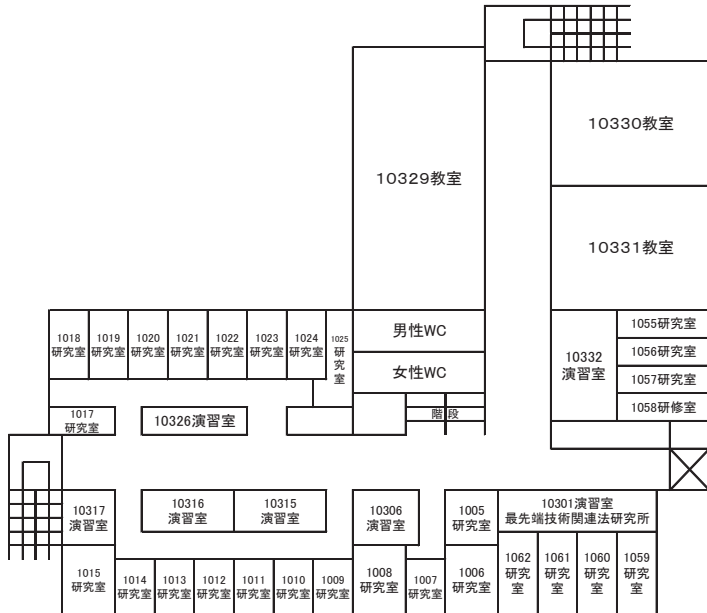 10330教室
10329教室
10331教室
1018
研究室
1019
研究室
1020
研究室
1021
研究室
1022
研究室
1023
研究室
1024
研究室
1025
研
究
室
男性WC
女性WC
階段
10332
演習室
1055研究室
1056研究室
1057研究室
1058研修室
1017
研究室
10326演習室
10317
演習室
10316
演習室
10315
演習室
10306
演習室
1005
研究室
10301演習室
最先端技術関連法研究所
1015
研究室
1014
研究室
1013
研究室
1012
研究室
1011
研究室
1010
研究室
1009
研究室
1008
研究室
1007
研究室
1006
研究室
1062
研究
室
1061
研究
室
1060
研究
室
1059
研究
室